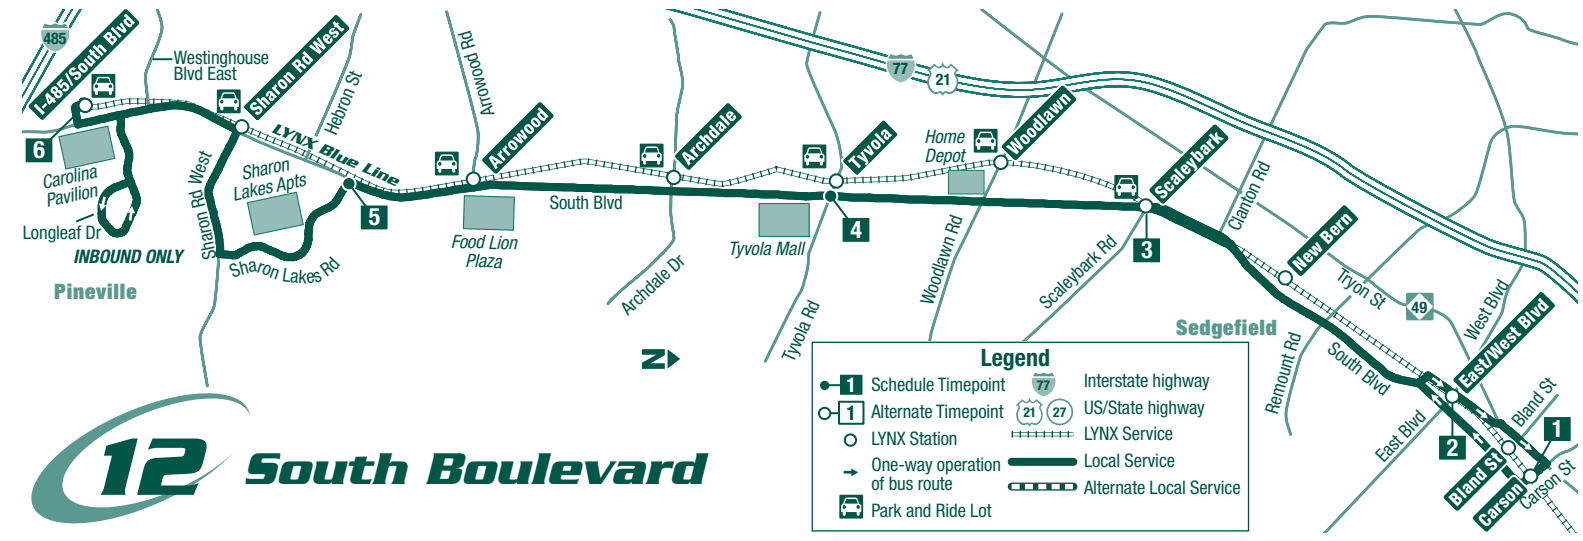 485
I-485/South Blvd
Westinghouse
Blvd East
Sharon Rd West
Hebron St
Arrowood Rd
LYNX Blue Line
Arrowood
Archdale
Tyvola
Home
Depot
Woodlawn
77
21
Scaleybark
Clanton Rd
New Bern
Tryon St
49
West Blvd
East/West Blvd
Bland St
1
6
Carolina
Pavilion
Longleaf Dr
INBOUND ONLY
Pineville
Sharon Rd West
Sharon
Lakes Apts
5
Sharon Lakes Rd
Food Lion
Plaza
South Blvd
Archdale Dr
Tyvola Mall
4
Tyvola Rd
Woodlawn Rd
Scaleybark Rd
3
Sedgefield
Remount Rd
South Blvd
East Blvd
2
Bland St
Carson
Carson St
N
12 South Boulevard
Legend
1 Schedule Timepoint
1 Alternate Timepoint
LYNX Station
One-way operation
of bus route
Park and Ride Lot
77 Interstate highway
21 27 US/State highway
LYNX Service
Local Service
Alternate Local Service